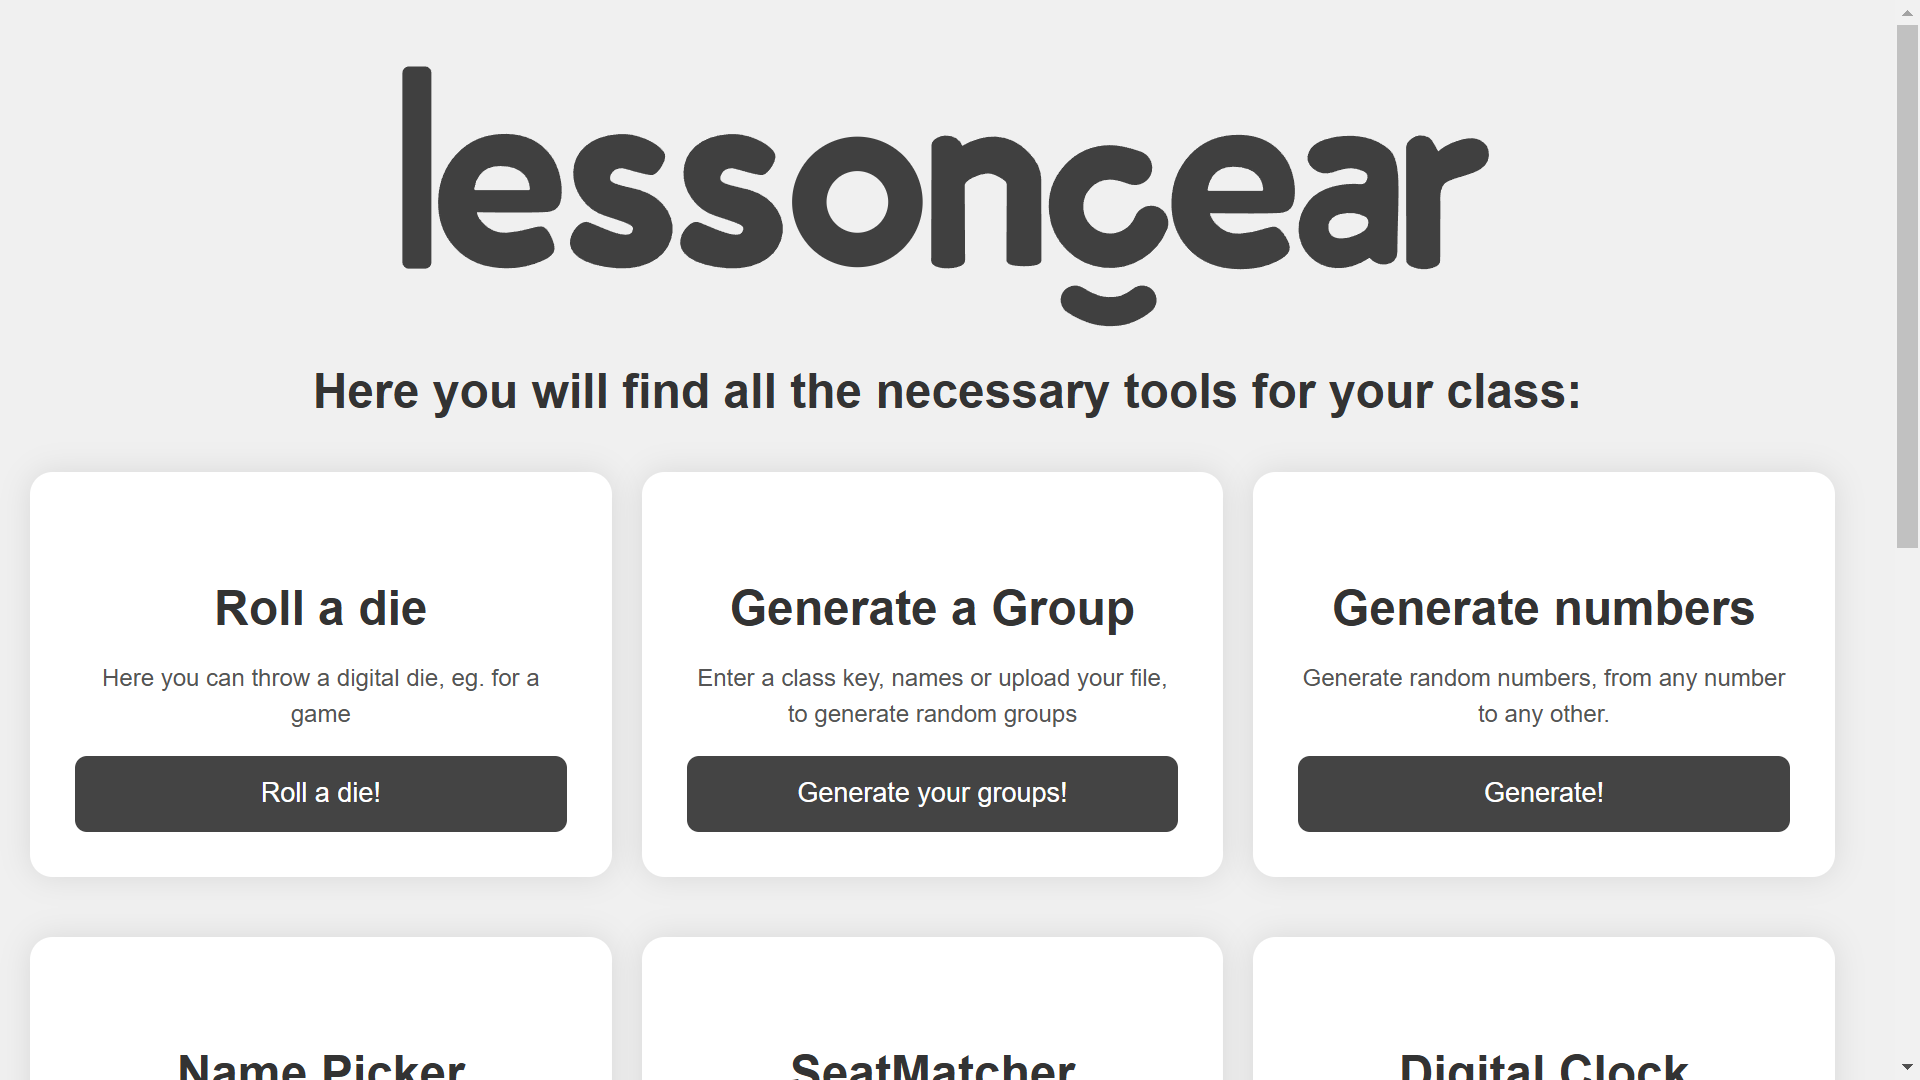 lessongear
Here you will find all the necessary tools for your class:
Roll a die
Here you can throw a digital die, eg. for a
game
Roll a die!
Generate a Group
Enter a class key, names or upload your file,
to generate random groups
Generate your groups!
Generate numbers
Generate random numbers, from any number
to any other.
Generate!
Name Picker
SeatMatcher
Digital Clock